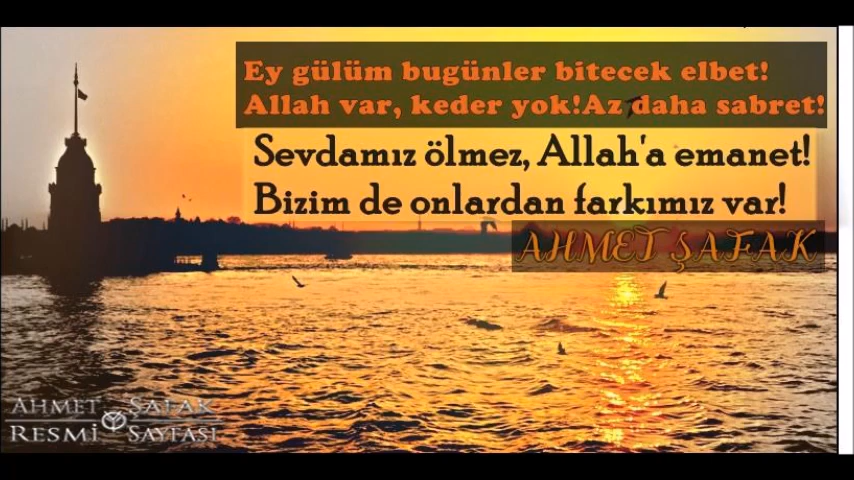 Ey gülüm bugünler bitecek elbet!
Allah var, keder yok!Az daha sabret!
Sevdamız ölmez, Allah'a emanet!
Bizim de onlardan farkımız var!
AHMET ŞAFAK
AHMET ŞAFAK
RESMİ SAYFASI